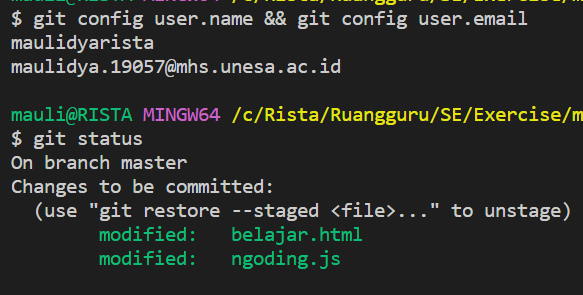 $ git config user.name && git config user.email
maulidyarista
maulidya.19057@mhs.unesa.ac.id
mauli@RISTA MINGW64 /c/Rista/Ruangguru/SE/Exercise/m
$ git status
On branch master
Changes to be committed:
(use "git restore --staged <file>..." to unstage)
modified: belajar.html
modified: ngoding.js